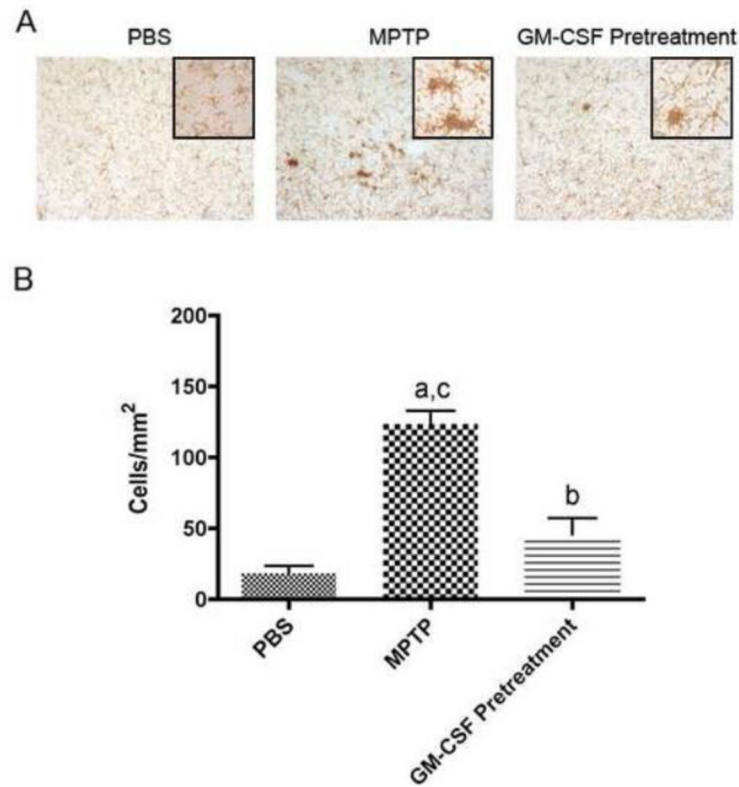 A
PBS
MPTP
GM-CSF Pretreatment
B
200
150
100
50
0
Cells/mm²
a,c
b
PBS
MPTP
GM-CSF Pretreatment